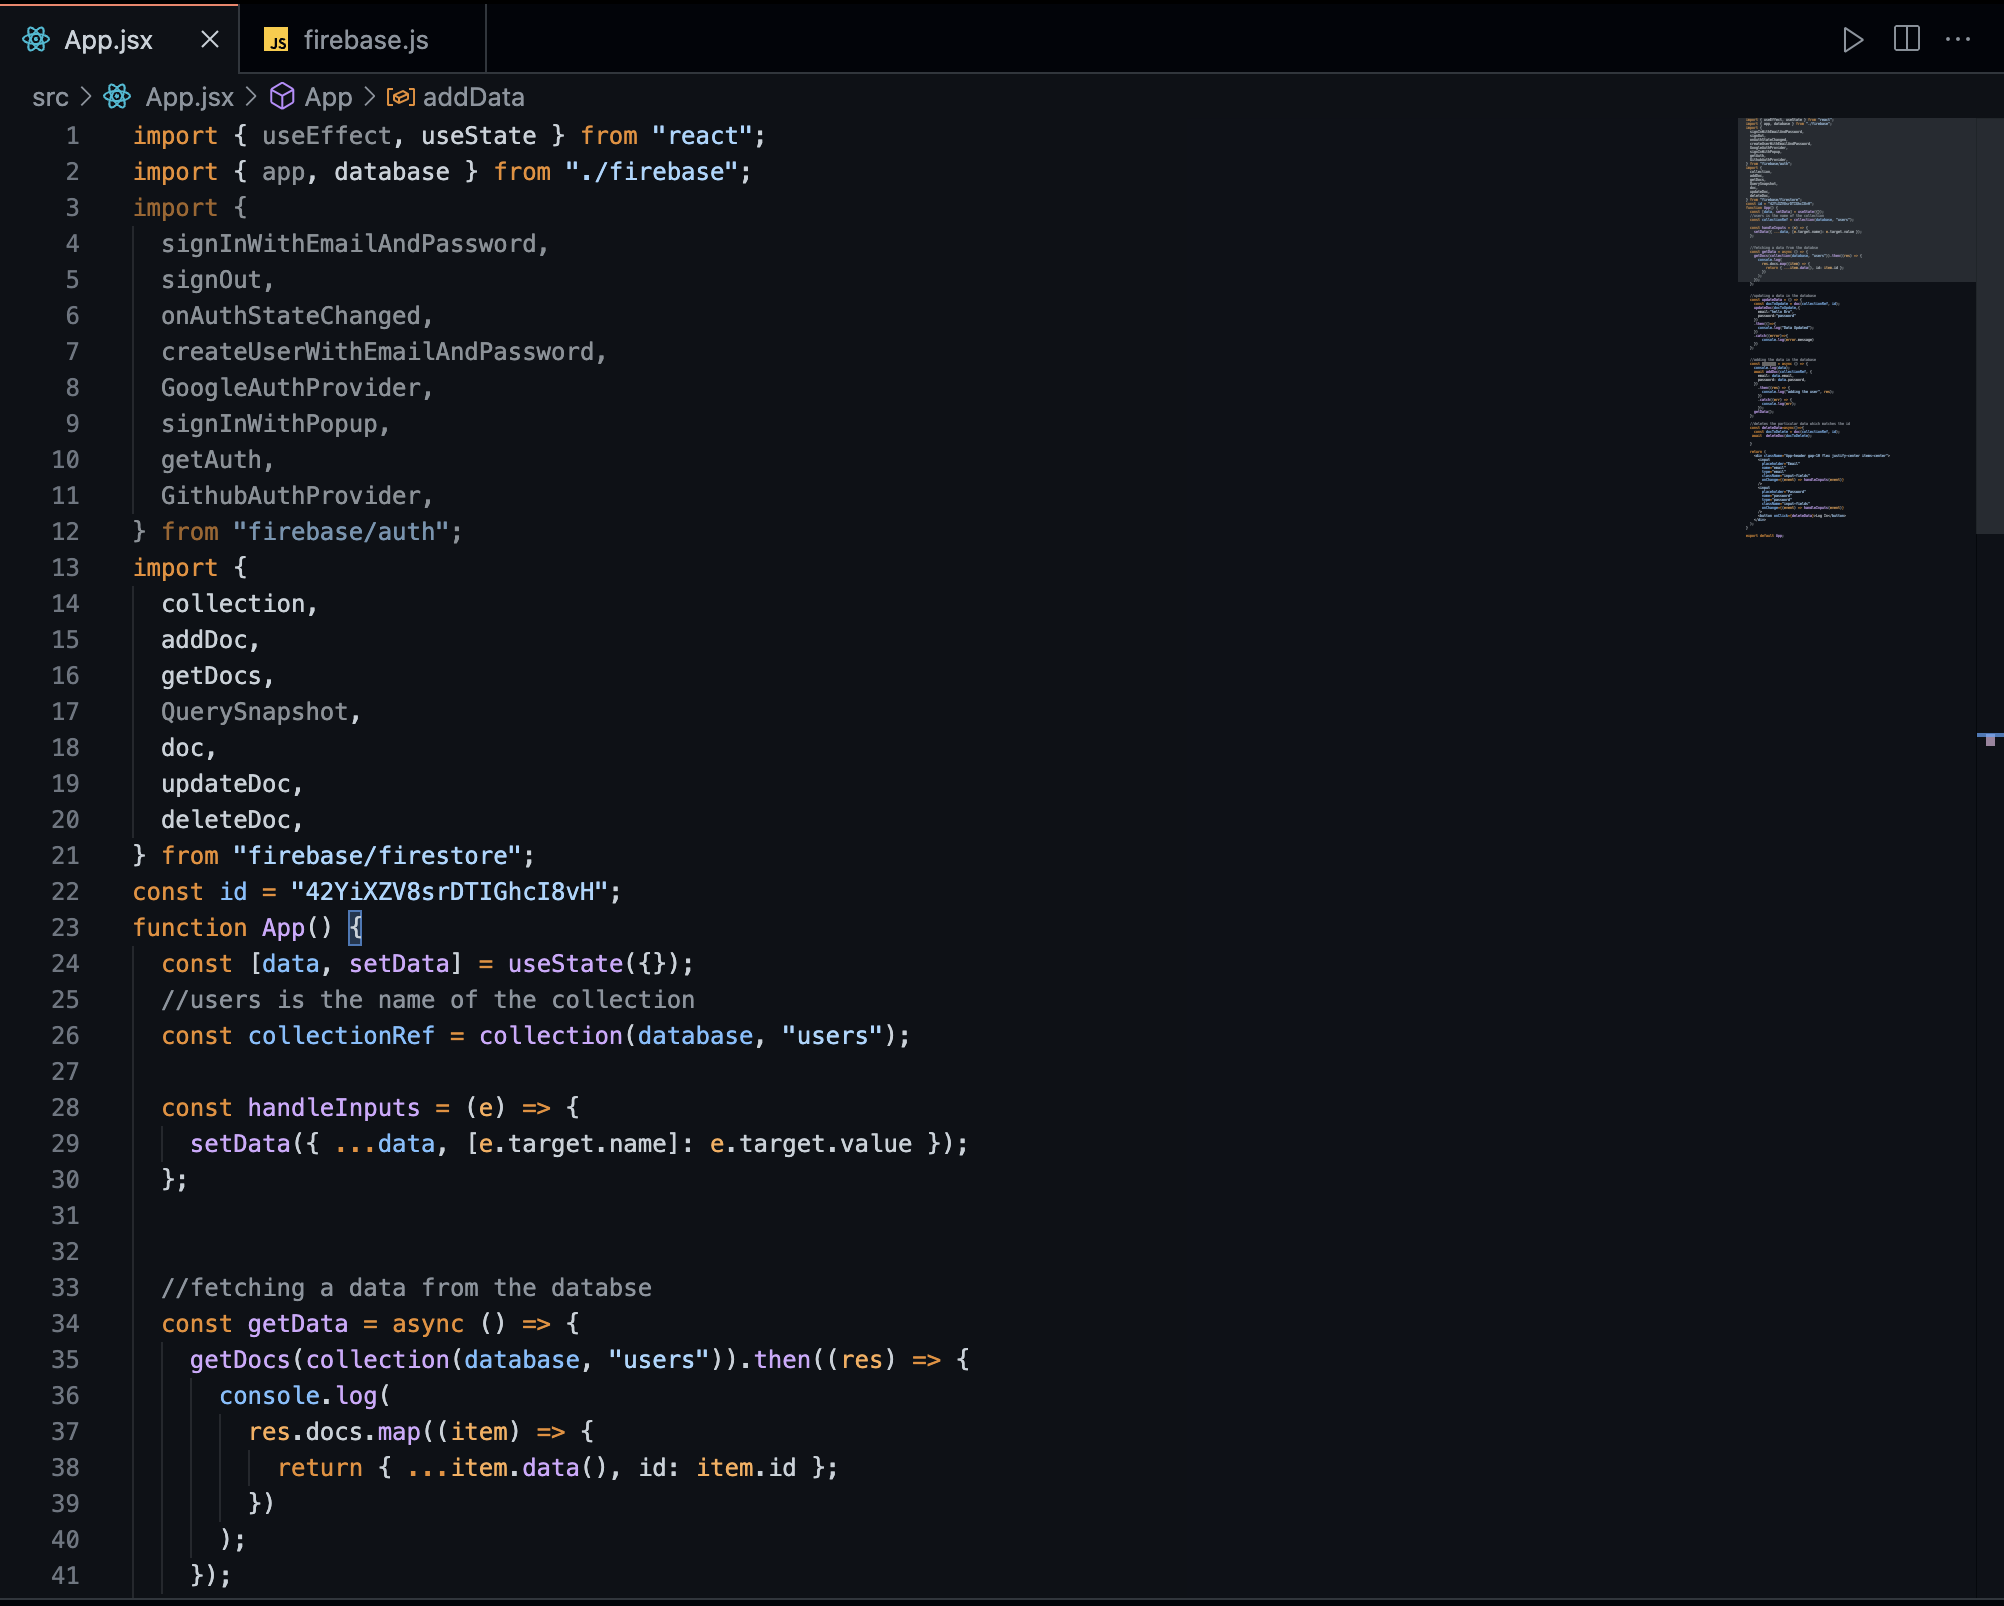 App.jsx
JS firebase.js
src > App.jsx > App > addData
1 import { useEffect, useState } from "react";
2 import { app, database } from "./firebase";
3 import {
4 signInWithEmailAndPassword,
5 signOut,
6 onAuthStateChanged,
7 createUserWithEmailAndPassword,
8 GoogleAuthProvider,
9 signInWithPopup,
10 getAuth,
11 GithubAuthProvider,
12 } from "firebase/auth";
13 import {
14 collection,
15 addDoc,
16 getDocs,
17 QuerySnapshot,
18 doc,
19 updateDoc,
20 deleteDoc,
21 } from "firebase/firestore";
22 const id = "42YiXZV8srDTIGhcI8vH";
23 function App() {
24 const [data, setData] = useState({});
25 //users is the name of the collection
26 const collectionRef = collection(database, "users");
27
28 const handleInputs = (e) => {
29 setData({ ...data, [e.target.name]: e.target.value });
30 };
31
32
33 //fetching a data from the databse
34 const getData = async () => {
35 getDocs(collection(database, "users")).then((res) => {
36 console.log(
37 res.docs.map((item) => {
38 return { ...item.data(), id: item.id };
39 })
40 );
41 });